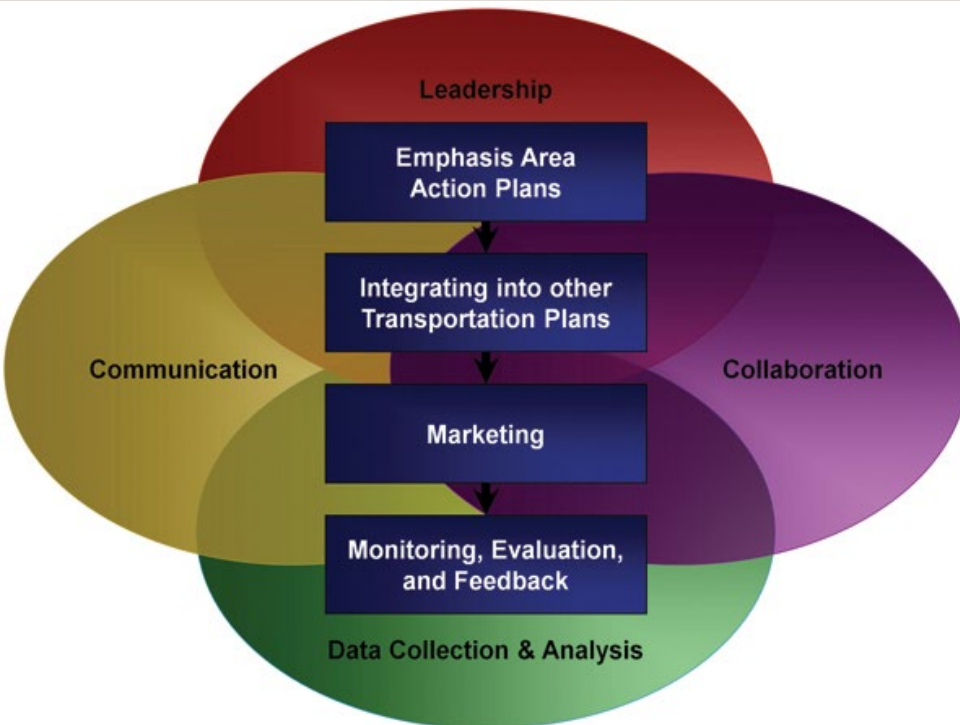 Leadership
Emphasis Area
Action Plans
Integrating into other
Transportation Plans
Communication
Collaboration
Marketing
Monitoring, Evaluation,
and Feedback
Data Collection & Analysis